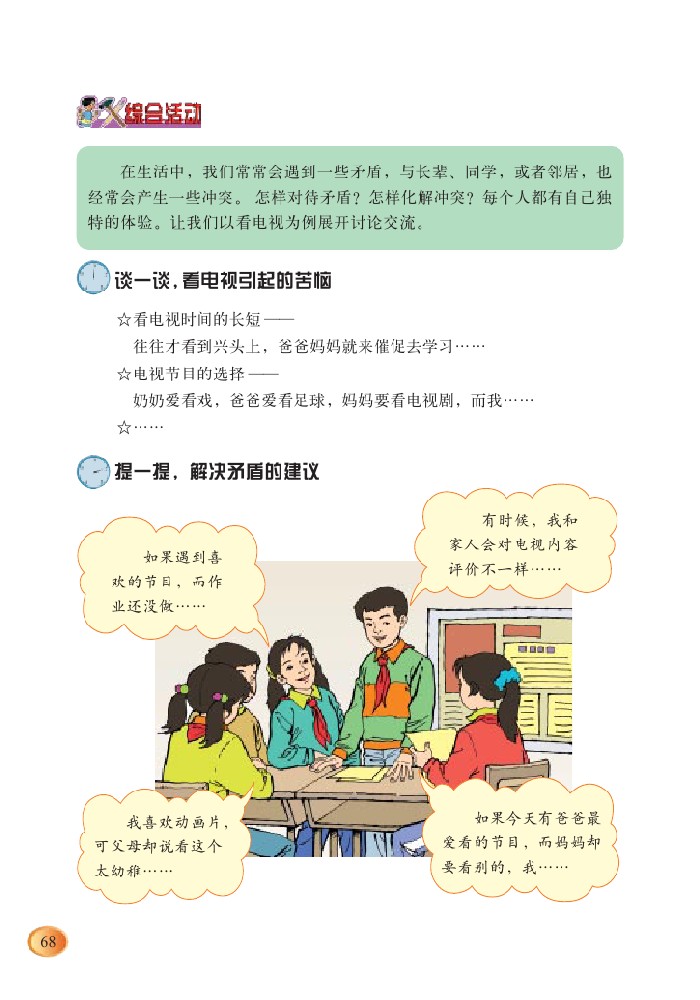 综合活动
在生活中，我们常常会遇到一些矛盾，与长辈、同学，或者邻居，也
经常会产生一些冲突。 怎样对待矛盾？怎样化解冲突？每个人都有自己独
特的体验。让我们以看电视为例展开讨论交流。
谈一谈，看电视引起的苦恼
☆看电视时间的长短——
往往才看到兴头上，爸爸妈妈就来催促去学习……
☆电视节目的选择——
奶奶爱看戏，爸爸爱看足球，妈妈要看电视剧，而我……
☆……
提一提，解决矛盾的建议
有时候，我和
家人会对电视内容
评价不一样……
如果遇到喜
欢的节目，而作
业还没做……
我喜欢动画片，
可父母却说看这个
太幼稚……
如果今天有爸爸最
爱看的节目，而妈妈却
要看别的，我……
68